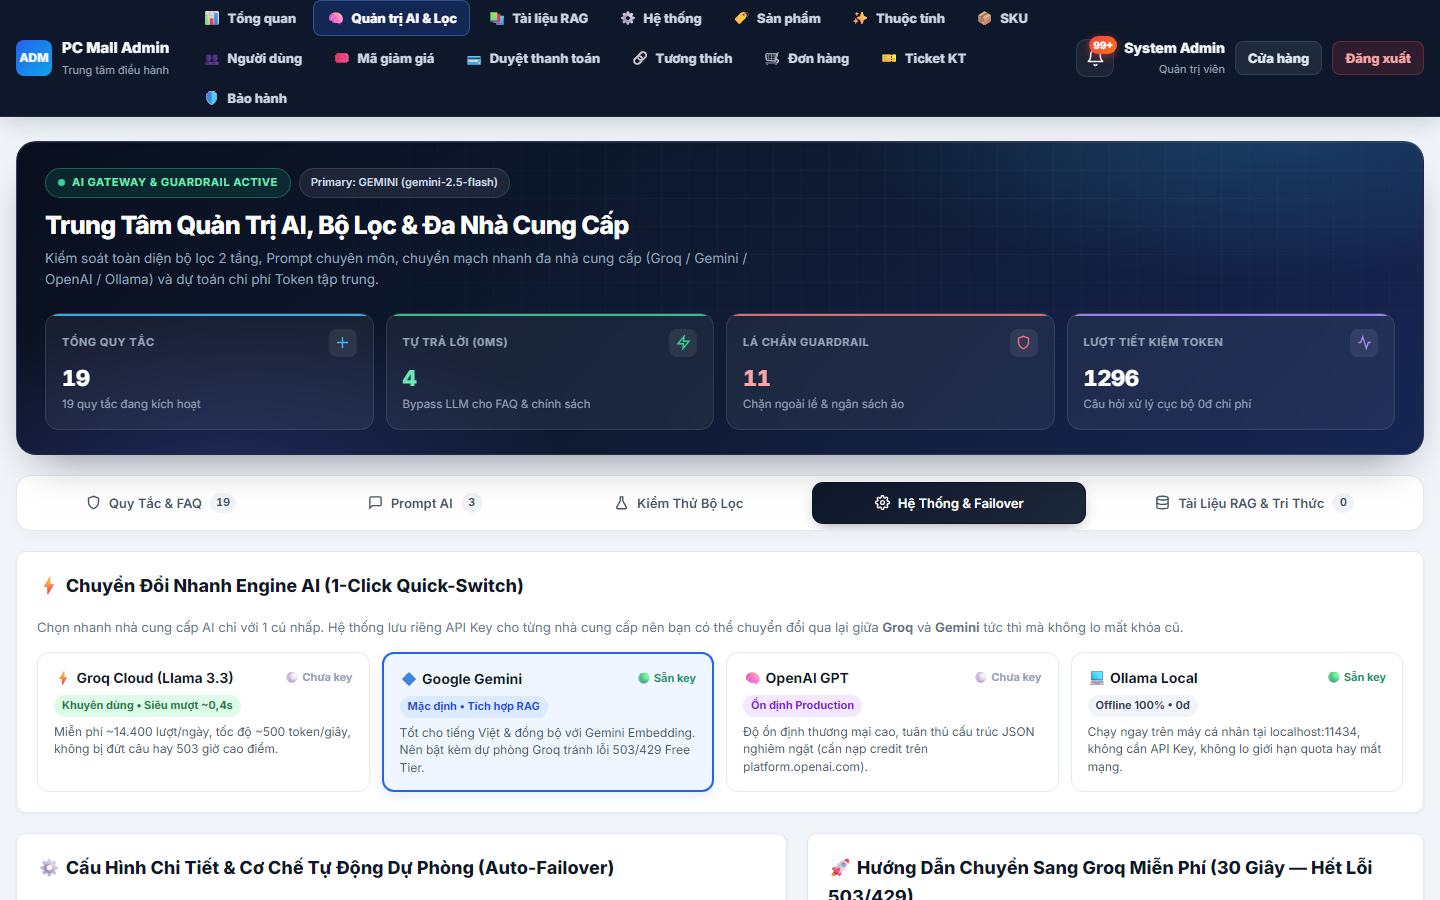 ADM
PC Mall Admin
Trung tâm điều hành
Tổng quan
Quản trị AI & Lọc
Tài liệu RAG
Hệ thống
Sản phẩm
Thuộc tính
SKU
Người dùng
Mã giảm giá
Duyệt thanh toán
Tương thích
Đơn hàng
Ticket KT
Bảo hành
99+
System Admin
Quản trị viên
Cửa hàng
Đăng xuất
AI GATEWAY & GUARDRAIL ACTIVE
Primary: GEMINI (gemini-2.5-flash)
Trung Tâm Quản Trị AI, Bộ Lọc & Đa Nhà Cung Cấp
Kiểm soát toàn diện bộ lọc 2 tầng, Prompt chuyên môn, chuyển mạch nhanh đa nhà cung cấp (Groq / Gemini /
OpenAI / Ollama) và dự toán chi phí Token tập trung.
TỔNG QUY TẮC
19
19 quy tắc đang kích hoạt
TỰ TRẢ LỜI (0MS)
4
Bypass LLM cho FAQ & chính sách
LÁ CHẮN GUARDRAIL
11
Chặn ngoài lề & ngân sách ảo
LƯỢT TIẾT KIỆM TOKEN
1296
Câu hỏi xử lý cục bộ 0đ chi phí
Quy Tắc & FAQ 19
Prompt AI 3
Kiểm Thử Bộ Lọc
Hệ Thống & Failover
Tài Liệu RAG & Tri Thức 0
Chuyển Đổi Nhanh Engine AI (1-Click Quick-Switch)
Chọn nhanh nhà cung cấp AI chỉ với 1 cú nhấp. Hệ thống lưu riêng API Key cho từng nhà cung cấp nên bạn có thể chuyển đổi qua lại giữa Groq và Gemini tức thì mà không lo mất khóa cũ.
Groq Cloud (Llama 3.3)
Chưa key
Khuyên dùng • Siêu mượt ~0,4s
Miễn phí ~14.400 lượt/ngày, tốc độ ~500 token/giây,
không bị đứt câu hay 503 giờ cao điểm.
Google Gemini
Sẵn key
Mặc định • Tích hợp RAG
Tốt cho tiếng Việt & đồng bộ với Gemini Embedding.
Nên bật kèm dự phòng Groq tránh lỗi 503/429 Free
Tier.
OpenAI GPT
Chưa key
Ổn định Production
Độ ổn định thương mại cao, tuân thủ cấu trúc JSON
nghiêm ngặt (cần nạp credit trên
platform.openai.com).
Ollama Local
Sẵn key
Offline 100% • 0đ
Chạy ngay trên máy cá nhân tại localhost:11434,
không cần API Key, không lo giới hạn quota hay mất
mạng.
Cấu Hình Chi Tiết & Cơ Chế Tự Động Dự Phòng (Auto-Failover)
Hướng Dẫn Chuyển Sang Groq Miễn Phí (30 Giây — Hết Lỗi
503/429)